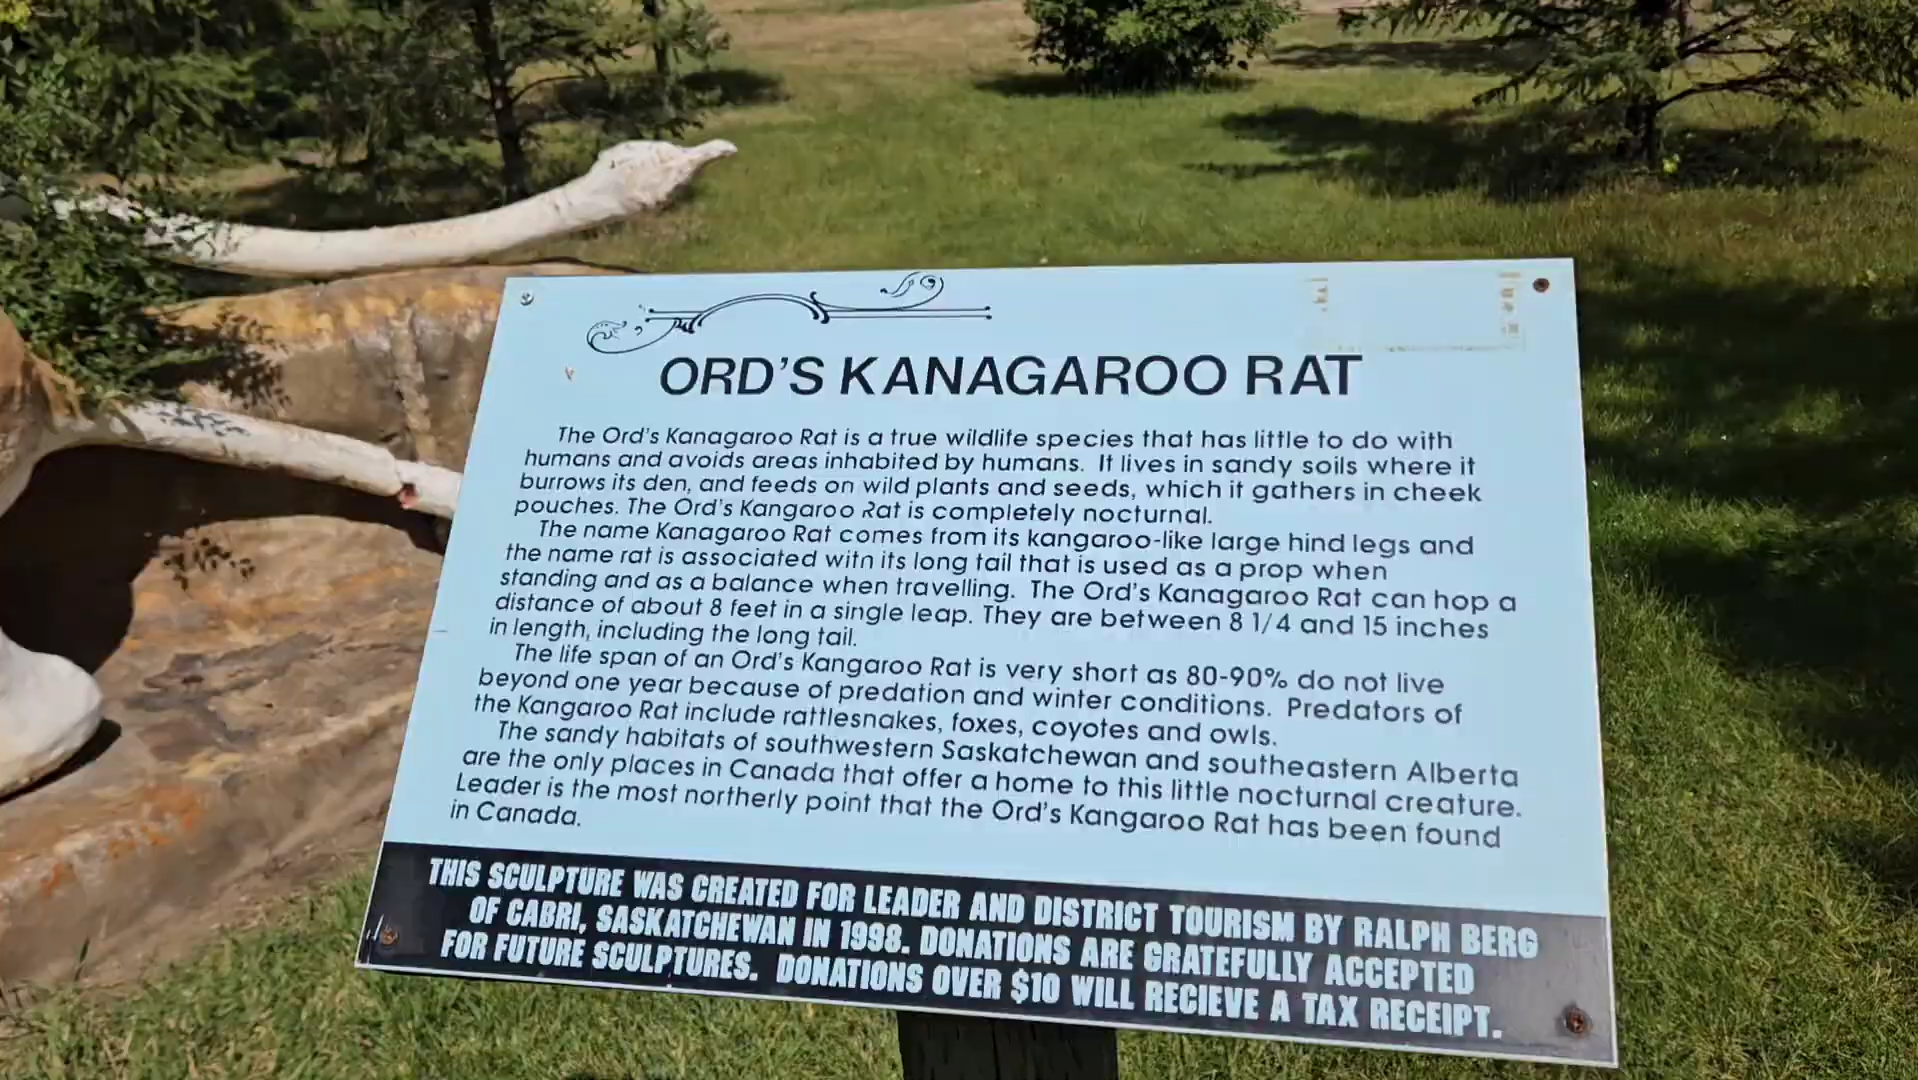 ORD'S KANAGAROO RAT
The Ord's Kanagaroo Rat is a true wildlife species that has little to do with
humans and avoids areas inhabited by humans. It lives in sandy soils where it
burrows its den, and feeds on wild plants and seeds, which it gathers in cheek
pouches. The Ord's Kangaroo Rat is completely nocturnal.
The name Kanagaroo Rat comes from its kangaroo-like large hind legs and
the name rat is associated with its long tail that is used as a prop when
standing and as a balance when travelling. The Ord's Kanagaroo Rat can hop a
distance of about 8 feet in a single leap. They are between 8 1/4 and 15 inches
in length, including the long tail.
The life span of an Ord's Kangaroo Rat is very short as 80-90% do not live
beyond one year because of predation and winter conditions. Predators of
the Kangaroo Rat include rattlesnakes, foxes, coyotes and owls.
The sandy habitats of southwestern Saskatchewan and southeastern Alberta
are the only places in Canada that offer a home to this little nocturnal creature.
Leader is the most northerly point that the Ord's Kangaroo Rat has been found
in Canada.
THIS SCULPTURE WAS CREATED FOR LEADER AND DISTRICT TOURISM BY RALPH BERG
OF CABRI, SASKATCHEWAN IN 1998. DONATIONS ARE GRATEFULLY ACCEPTED
FOR FUTURE SCULPTURES. DONATIONS OVER $10 WILL RECIEVE A TAX RECEIPT.